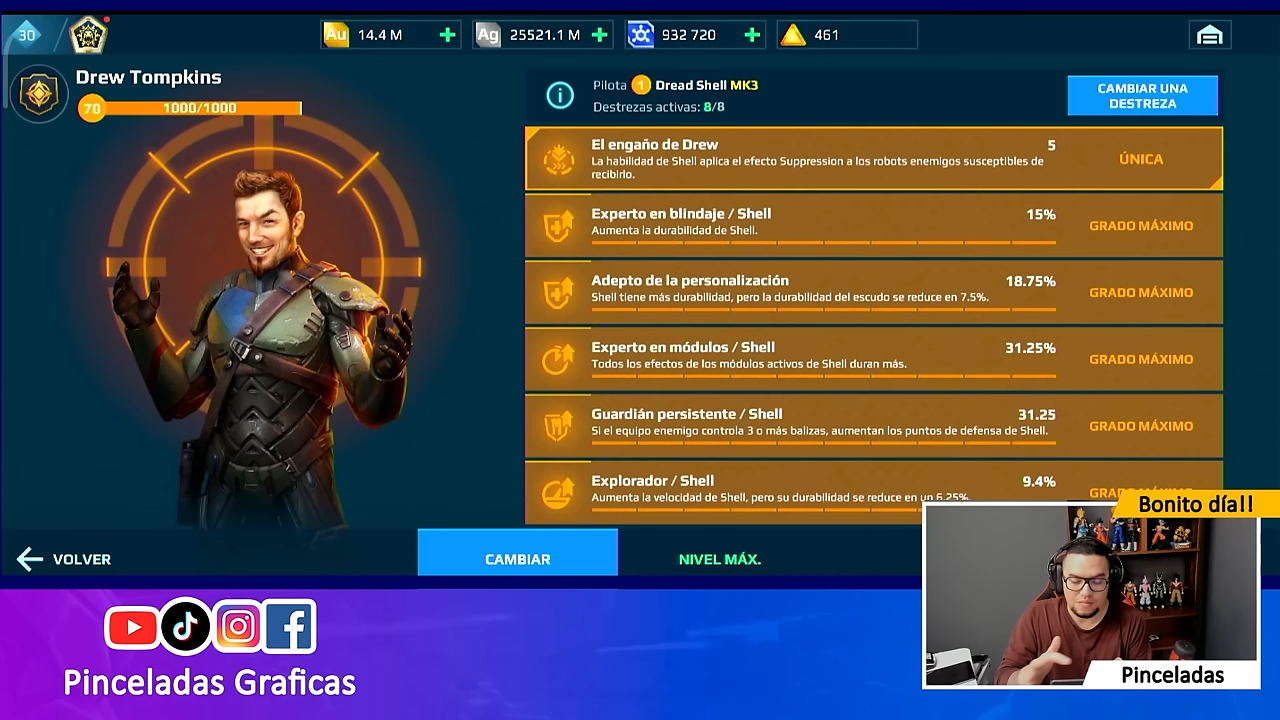 30
Au 14.4 M
Ag 25521.1 M
932 720
461
Drew Tompkins
70 1000/1000
Pilota 1 Dread Shell MK3
Destrezas activas: 8/8
CAMBIAR UNA
DESTREZA
El engaño de Drew 5
La habilidad de Shell aplica el efecto Suppression a los robots enemigos susceptibles de
recibirlo.
ÚNICA
Experto en blindaje / Shell 15%
Aumenta la durabilidad de Shell.
GRADO MÁXIMO
Adepto de la personalización 18.75%
Shell tiene más durabilidad, pero la durabilidad del escudo se reduce en 7.5%.
GRADO MÁXIMO
Experto en módulos / Shell 31.25%
Todos los efectos de los módulos activos de Shell duran más.
GRADO MÁXIMO
Guardián persistente / Shell 31.25
Si el equipo enemigo controla 3 o más balizas, aumentan los puntos de defensa de Shell.
GRADO MÁXIMO
Explorador / Shell 9.4%
Aumenta la velocidad de Shell, pero su durabilidad se reduce en un 6.25%.
GRADO MÁXIMO
VOLVER
CAMBIAR
NIVEL MÁX.
Bonito día!!
Pinceladas
Pinceladas Graficas